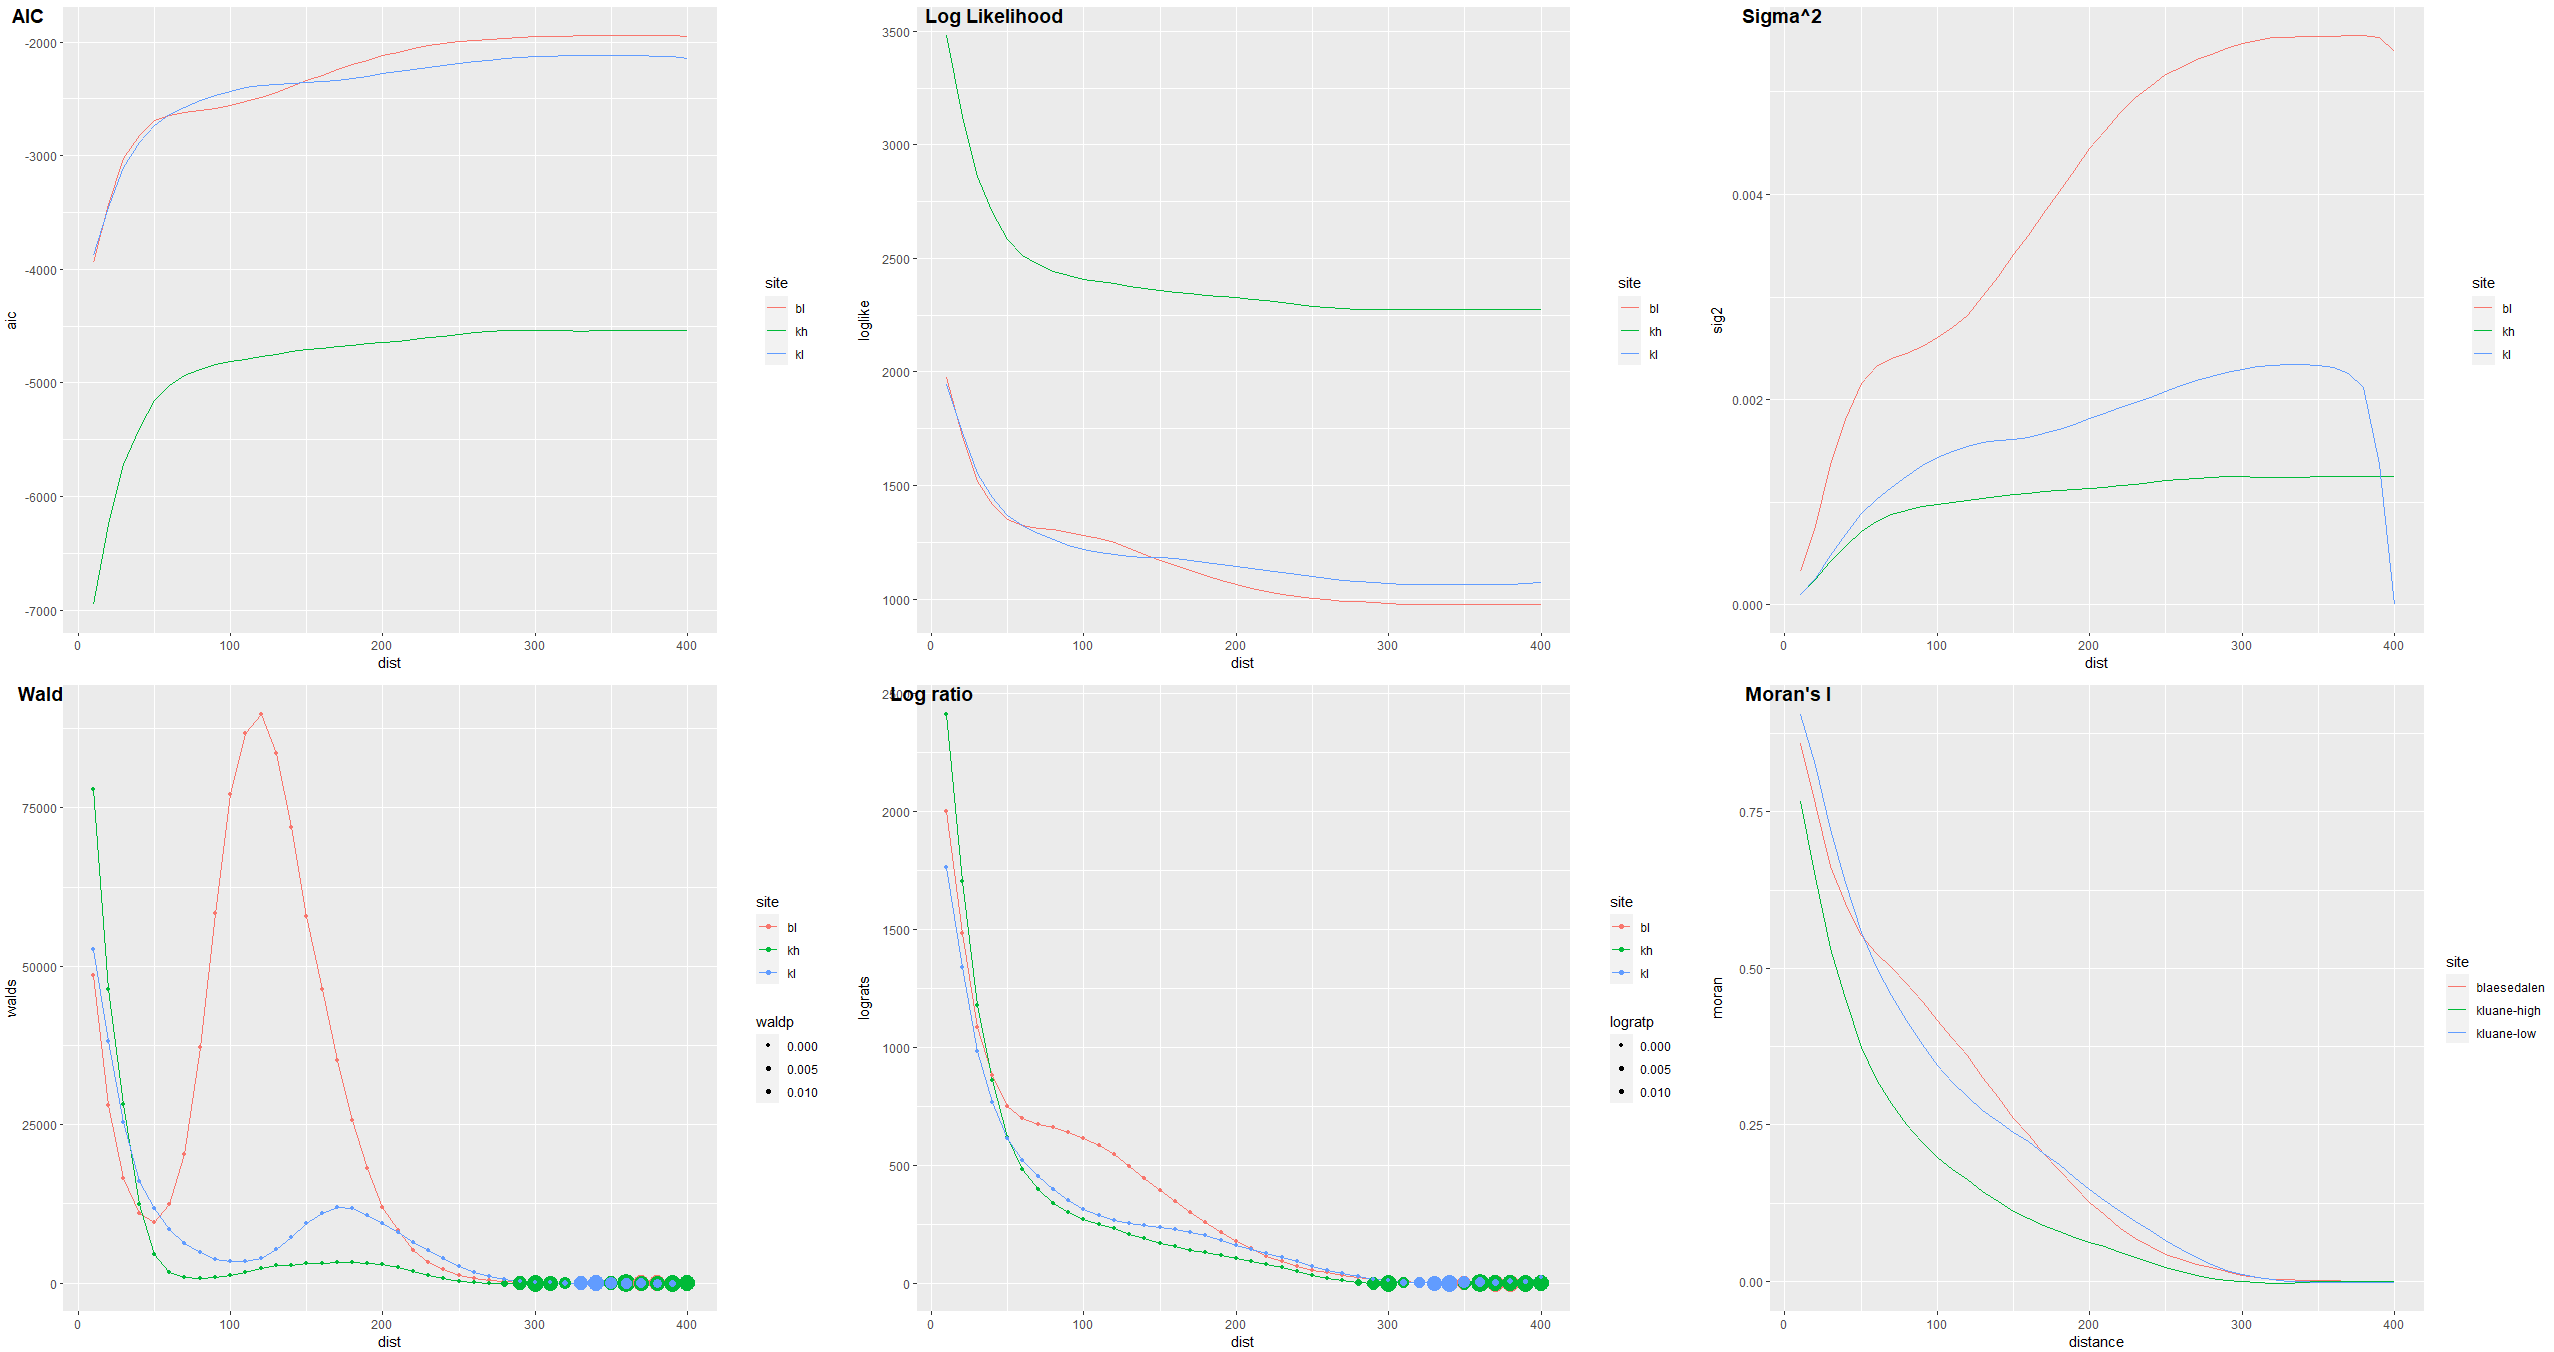 AIC
-2000
-3000
-4000
-5000
-6000
-7000
aic
0
100
200
300
400
dist
site
bl
kh
kl
Log Likelihood
3500
3000
2500
2000
1500
1000
loglike
0
100
200
300
400
dist
site
bl
kh
kl
Sigma^2
0.004
0.002
0.000
sig2
0
100
200
300
400
dist
site
bl
kh
kl
Wald
75000
50000
25000
0
walds
0
100
200
300
400
dist
site
bl
kh
kl
waldp
0.000
0.005
0.010
Log ratio
2500
2000
1500
1000
500
0
lograts
0
100
200
300
400
dist
site
bl
kh
kl
logratp
0.000
0.005
0.010
Moran's I
0.75
0.50
0.25
0.00
moran
0
100
200
300
400
distance
site
blaesedalen
kluane-high
kluane-low